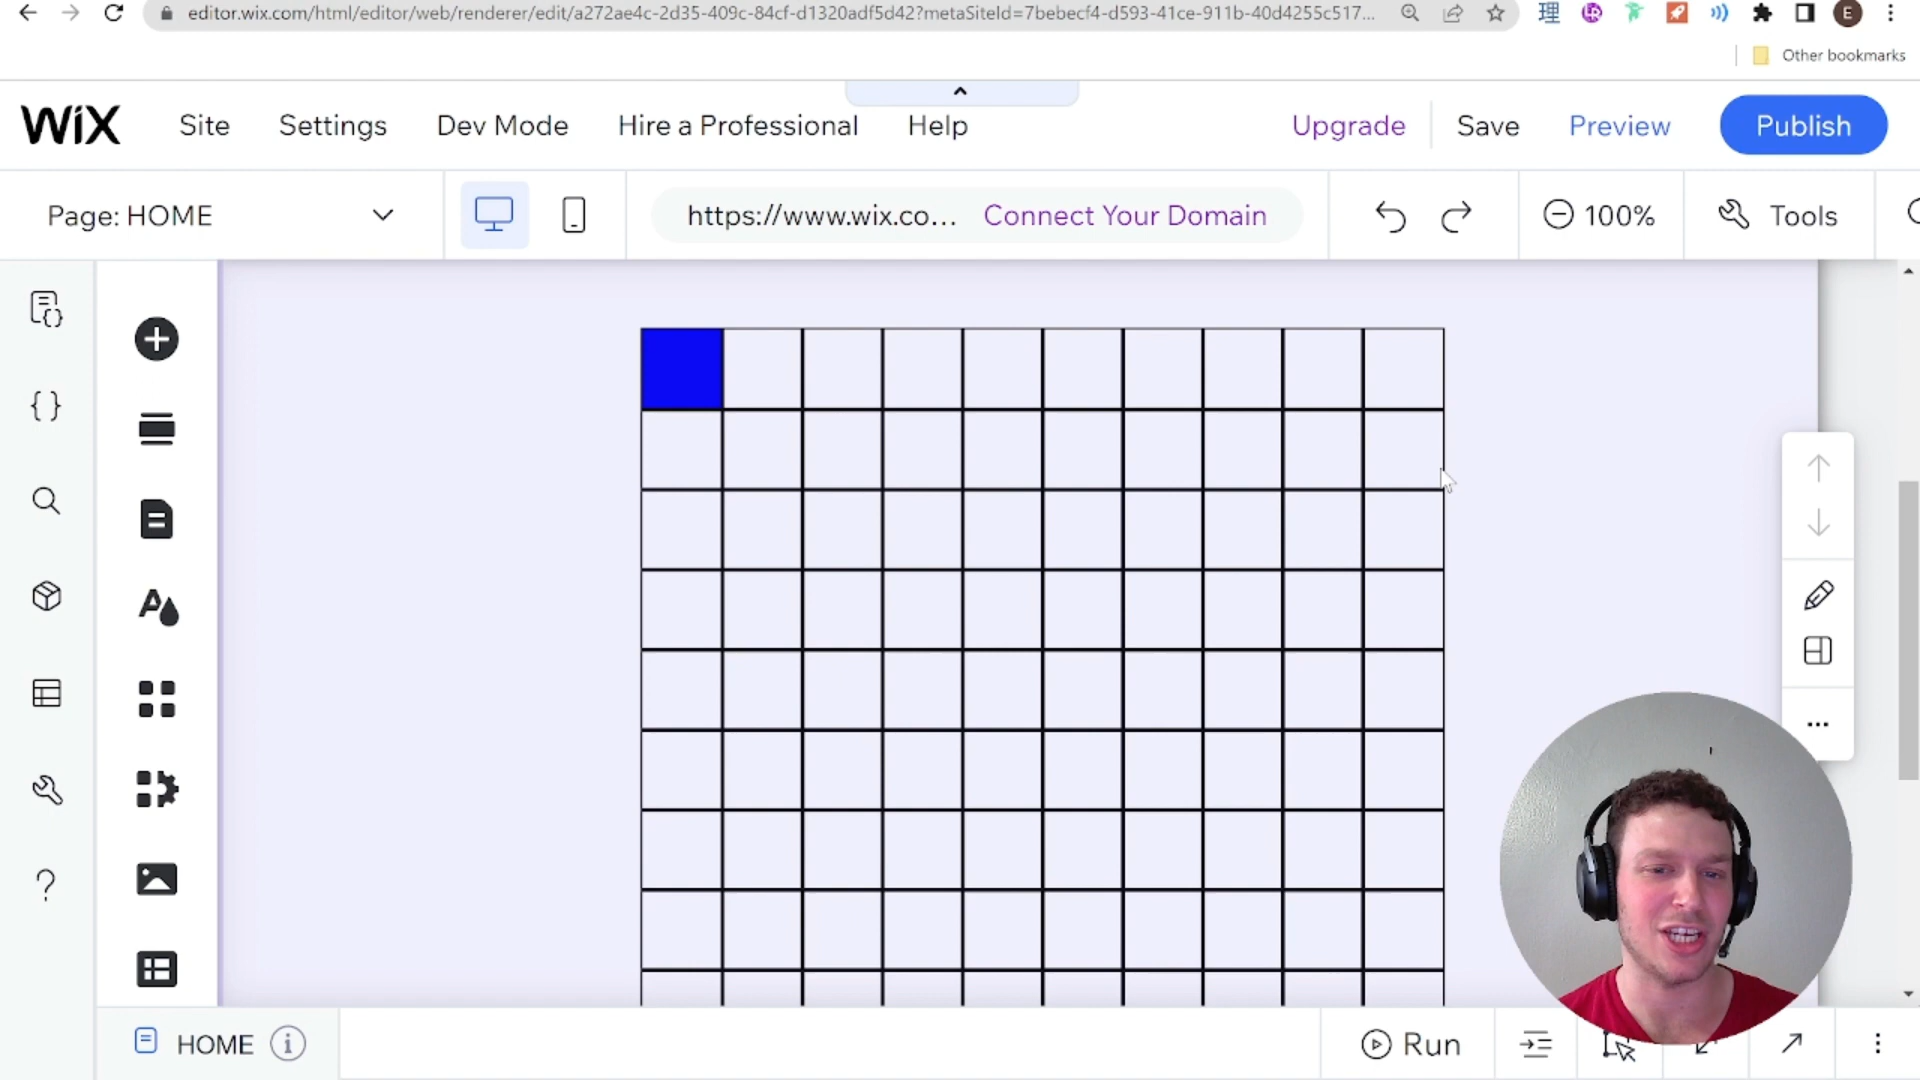 editor.wix.com/html/editor/web/renderer/edit/a272ae4c-2d35-409c-84cf-d1320adf5d42?metaSiteId=7bebecf4-d593-41ce-911b-40d4255c517...
理
E
Other bookmarks
WiX Site Settings Dev Mode Hire a Professional Help Upgrade Save Preview Publish
Page: HOME https://www.wix.co... Connect Your Domain 100% Tools
HOME Run